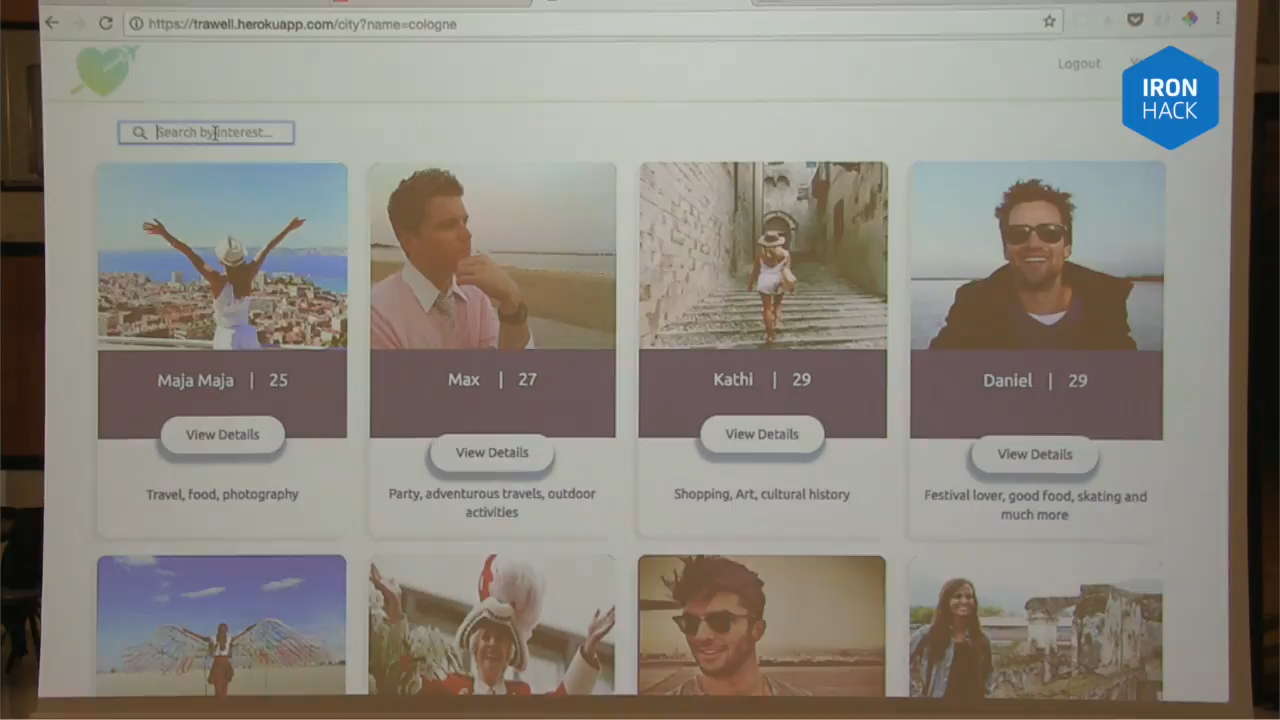 https://trawell.herokuapp.com/city?name=cologne
Logout
IRON
HACK
Search by interest...
Maja Maja | 25
Max | 27
Kathi | 29
Daniel | 29
View Details
View Details
View Details
View Details
Travel, food, photography
Party, adventurous travels, outdoor
activities
Shopping, Art, cultural history
Festival lover, good food, skating and
much more